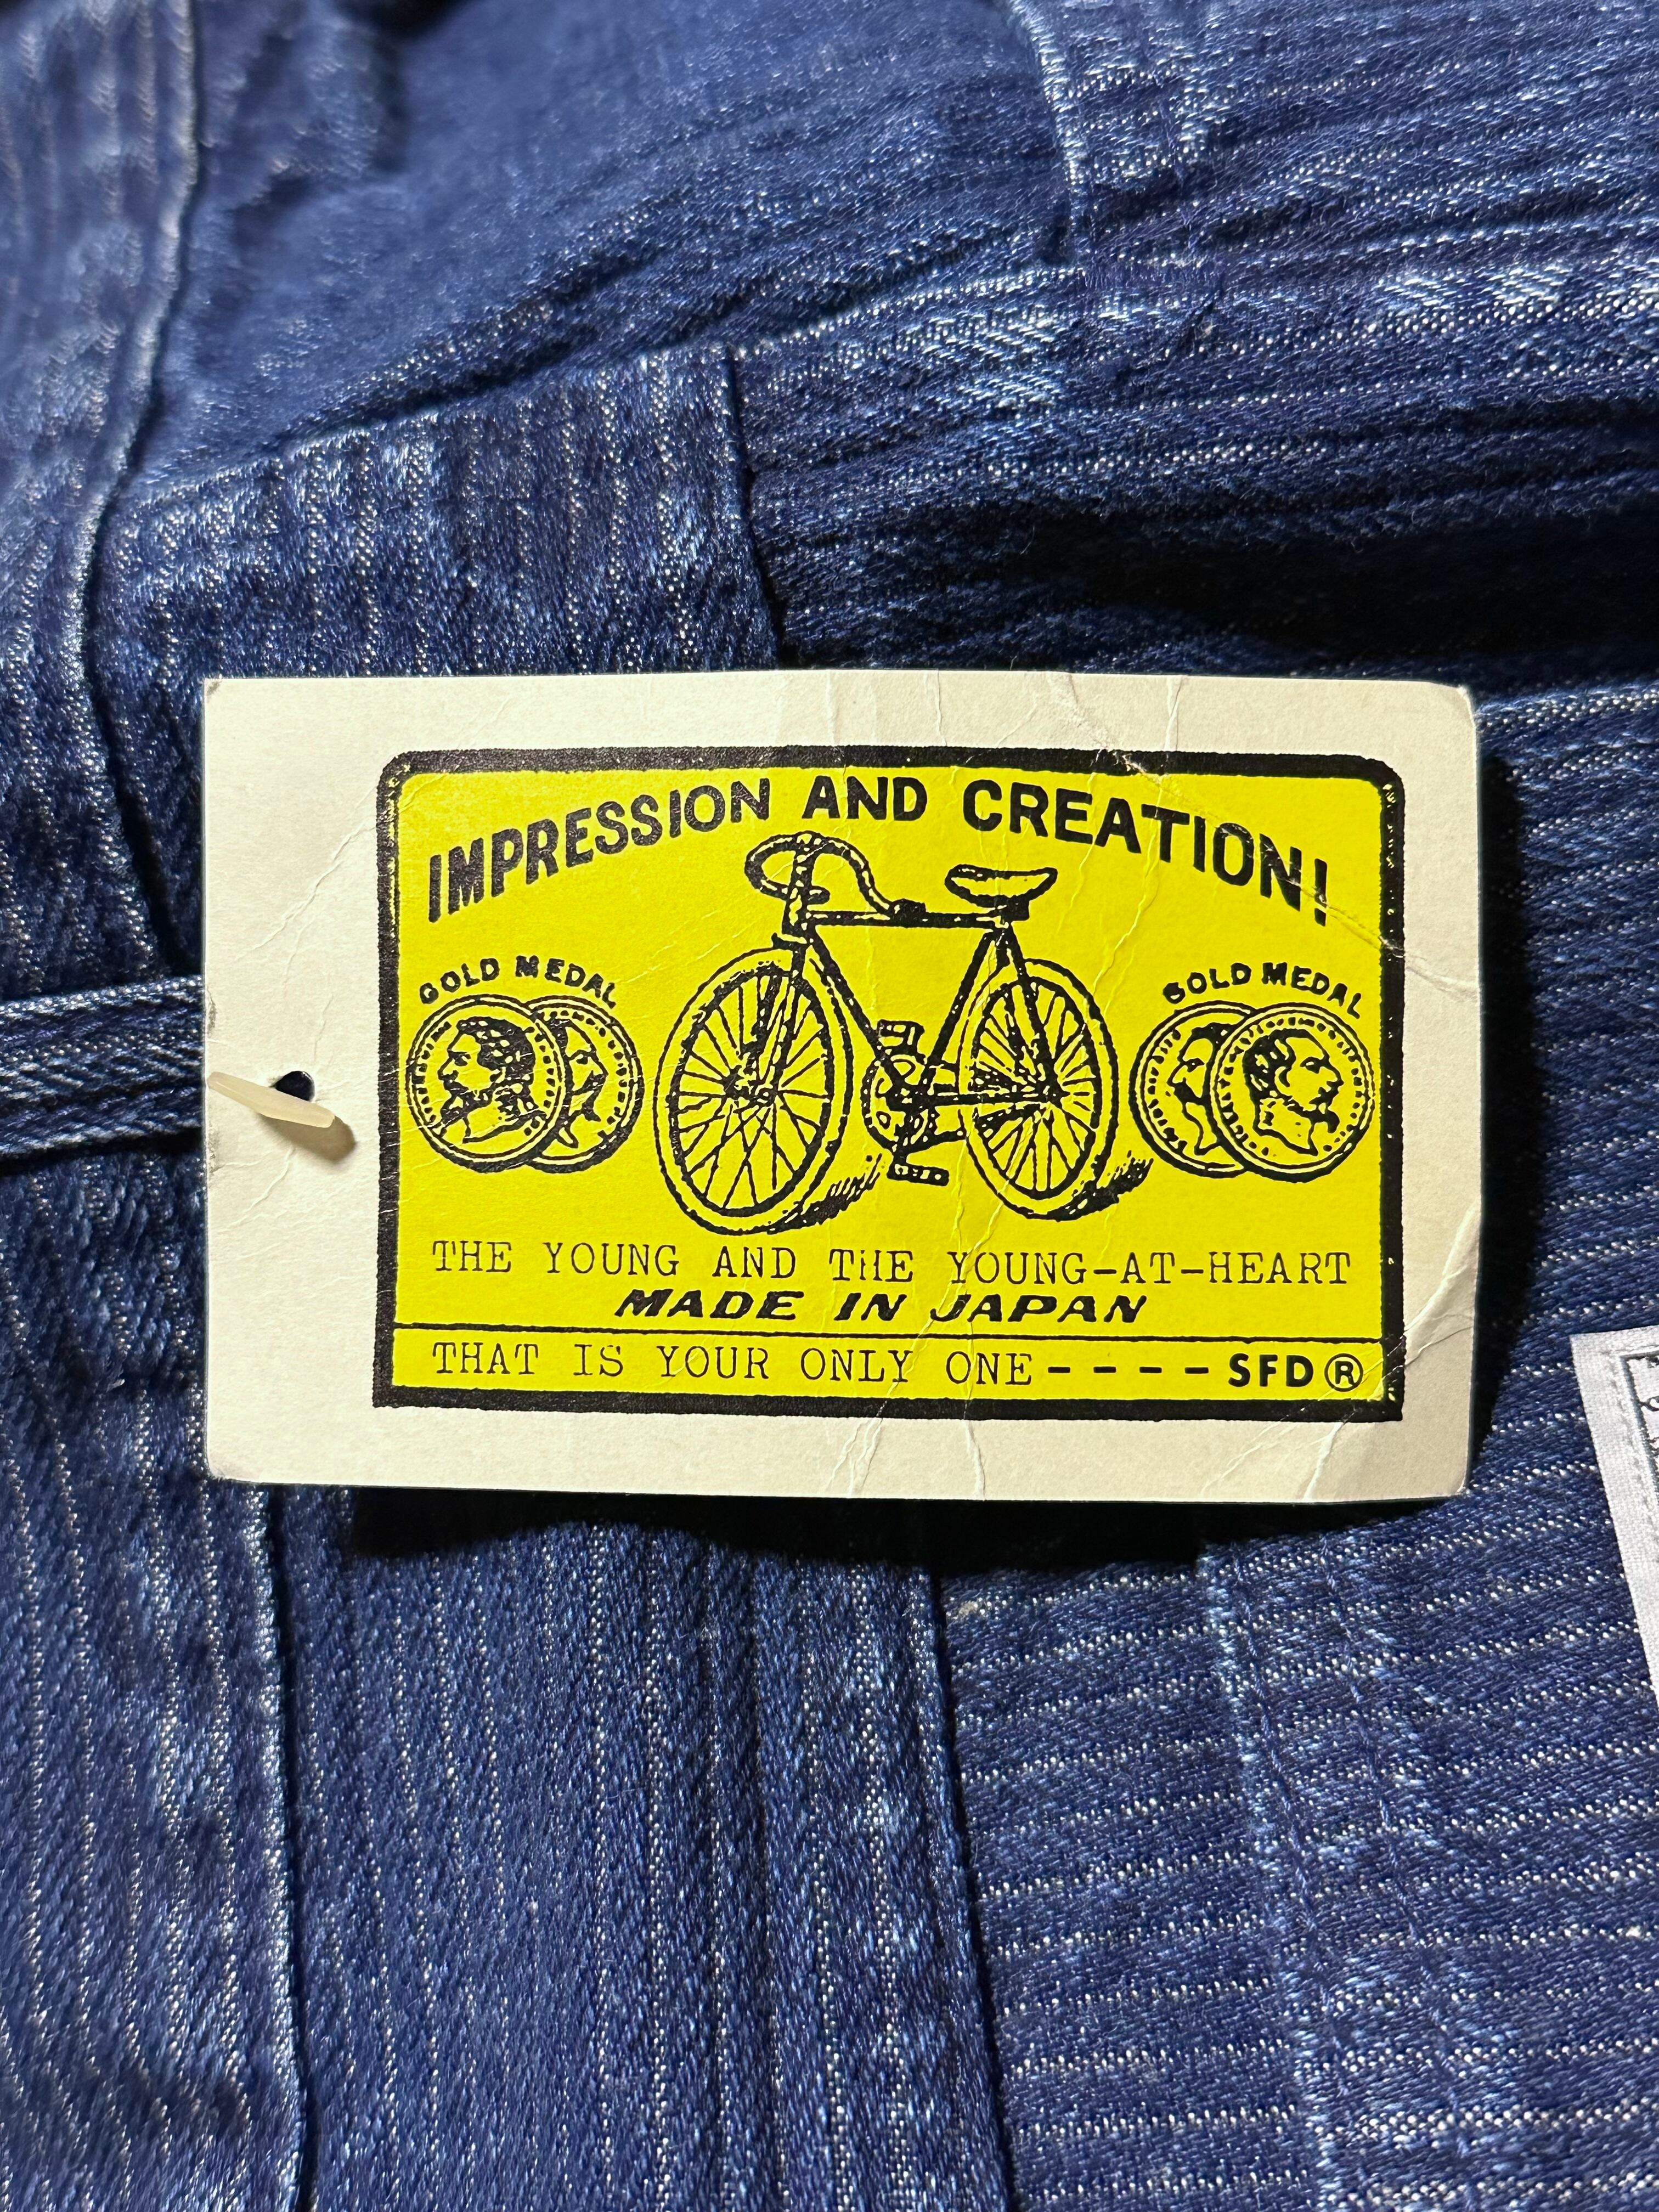 IMPRESSION AND CREATION!
GOLD MEDAL
GOLD MEDAL
THE YOUNG AND THE YOUNG-AT-HEART
MADE IN JAPAN
THAT IS YOUR ONLY ONE---- SFD®